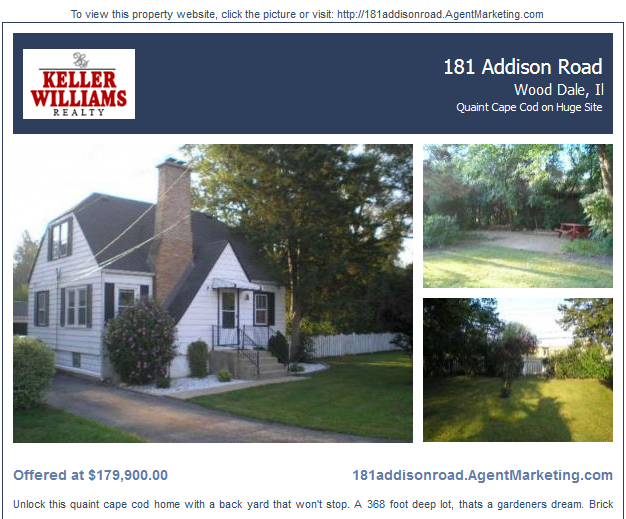 To view this property website, click the picture or visit: http://181addisonroad.AgentMarketing.com
KELLER
WILLIAMS
REALTY
181 Addison Road
Wood Dale, Il
Quaint Cape Cod on Huge Site
Offered at $179,900.00
181addisonroad.AgentMarketing.com
Unlock this quaint cape cod home with a back yard that won't stop. A 368 foot deep lot, thats a gardeners dream. Brick